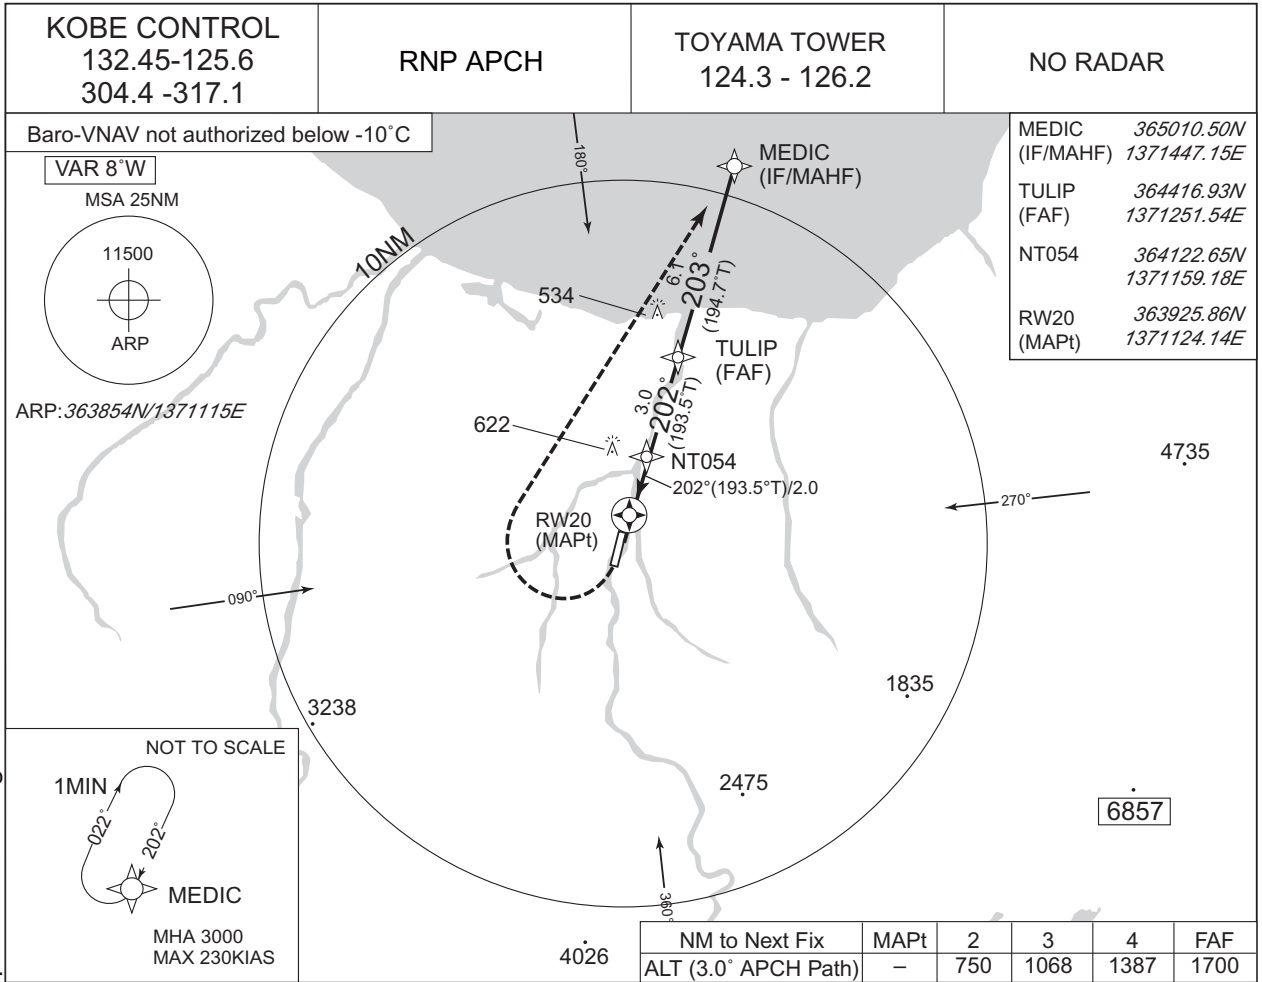 KOBE CONTROL
132.45-125.6
304.4 -317.1
RNP APCH
TOYAMA TOWER
124.3 - 126.2
NO RADAR
Baro-VNAV not authorized below -10˚C
VAR 8˚W
MSA 25NM
11500
ARP
ARP:363854N/1371115E
MEDIC 365010.50N
(IF/MAHF) 1371447.15E
TULIP 364416.93N
(FAF) 1371251.54E
NT054 364122.65N
1371159.18E
RW20 363925.86N
(MAPt) 1371124.14E
180°
MEDIC
(IF/MAHF)
10NM
534
6.1
203°
(194.7°T)
TULIP
(FAF)
3.0
202°
(193.5°T)
622
NT054
202°(193.5°T)/2.0
RW20
(MAPt)
4735
270°
090°
3238
1835
2475
6857
360°
4026
NOT TO SCALE
1MIN
022°
202°
MEDIC
MHA 3000
MAX 230KIAS
NM to Next Fix MAPt 2 3 4 FAF
ALT (3.0˚ APCH Path) – 750 1068 1387 1700